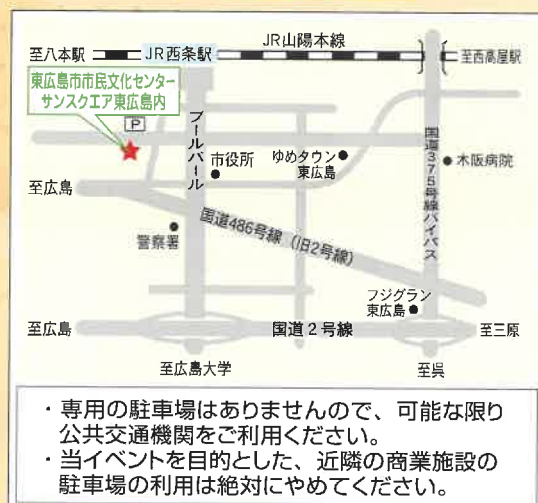 JR山陽本線
至八本駅
JR西条駅
至西高屋駅
東広島市市民文化センター
サンスクエア東広島内
P
ブールバール
国道375号線バイパス
市役所
ゆめタウン
東広島
木阪病院
至広島
警察署
国道486号線（旧2号線）
フジグラン
東広島
至広島
国道2号線
至三原
至広島大学
至呉
・専用の駐車場はありませんので、可能な限り
公共交通機関をご利用ください。
・当イベントを目的とした、近隣の商業施設の
駐車場の利用は絶対にやめてください。